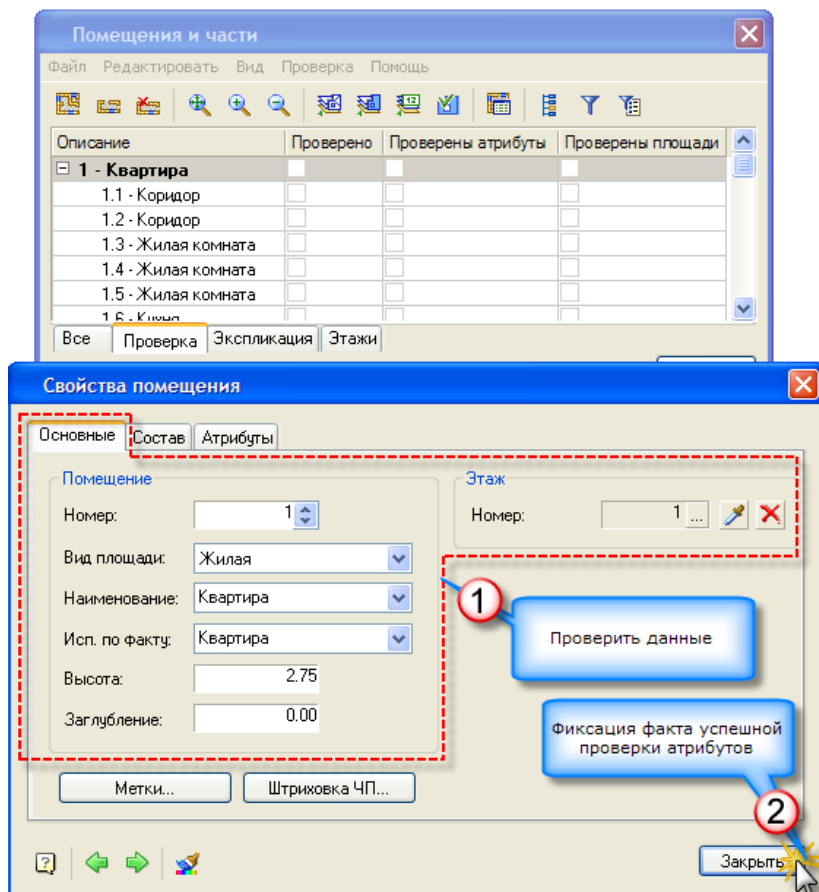 Помещения и части
Файл Редактировать Вид Проверка Помощь
Описание Проверено Проверены атрибуты Проверены площади
1 - Квартира
1.1 - Коридор
1.2 - Коридор
1.3 - Жилая комната
1.4 - Жилая комната
1.5 - Жилая комната
1.6 - Кухня
Все Проверка Экспликация Этажи
Свойства помещения
Основные Состав Атрибуты
Помещение Этаж
Номер: 1 Номер: 1 ...
Вид площади: Жилая
Наименование: Квартира
1
Исп. по факту: Квартира
Проверить данные
Высота: 2.75
Заглубление: 0.00
Фиксация факта успешной
проверки атрибутов
Метки... Штриховка ЧП...
2
Закрыть